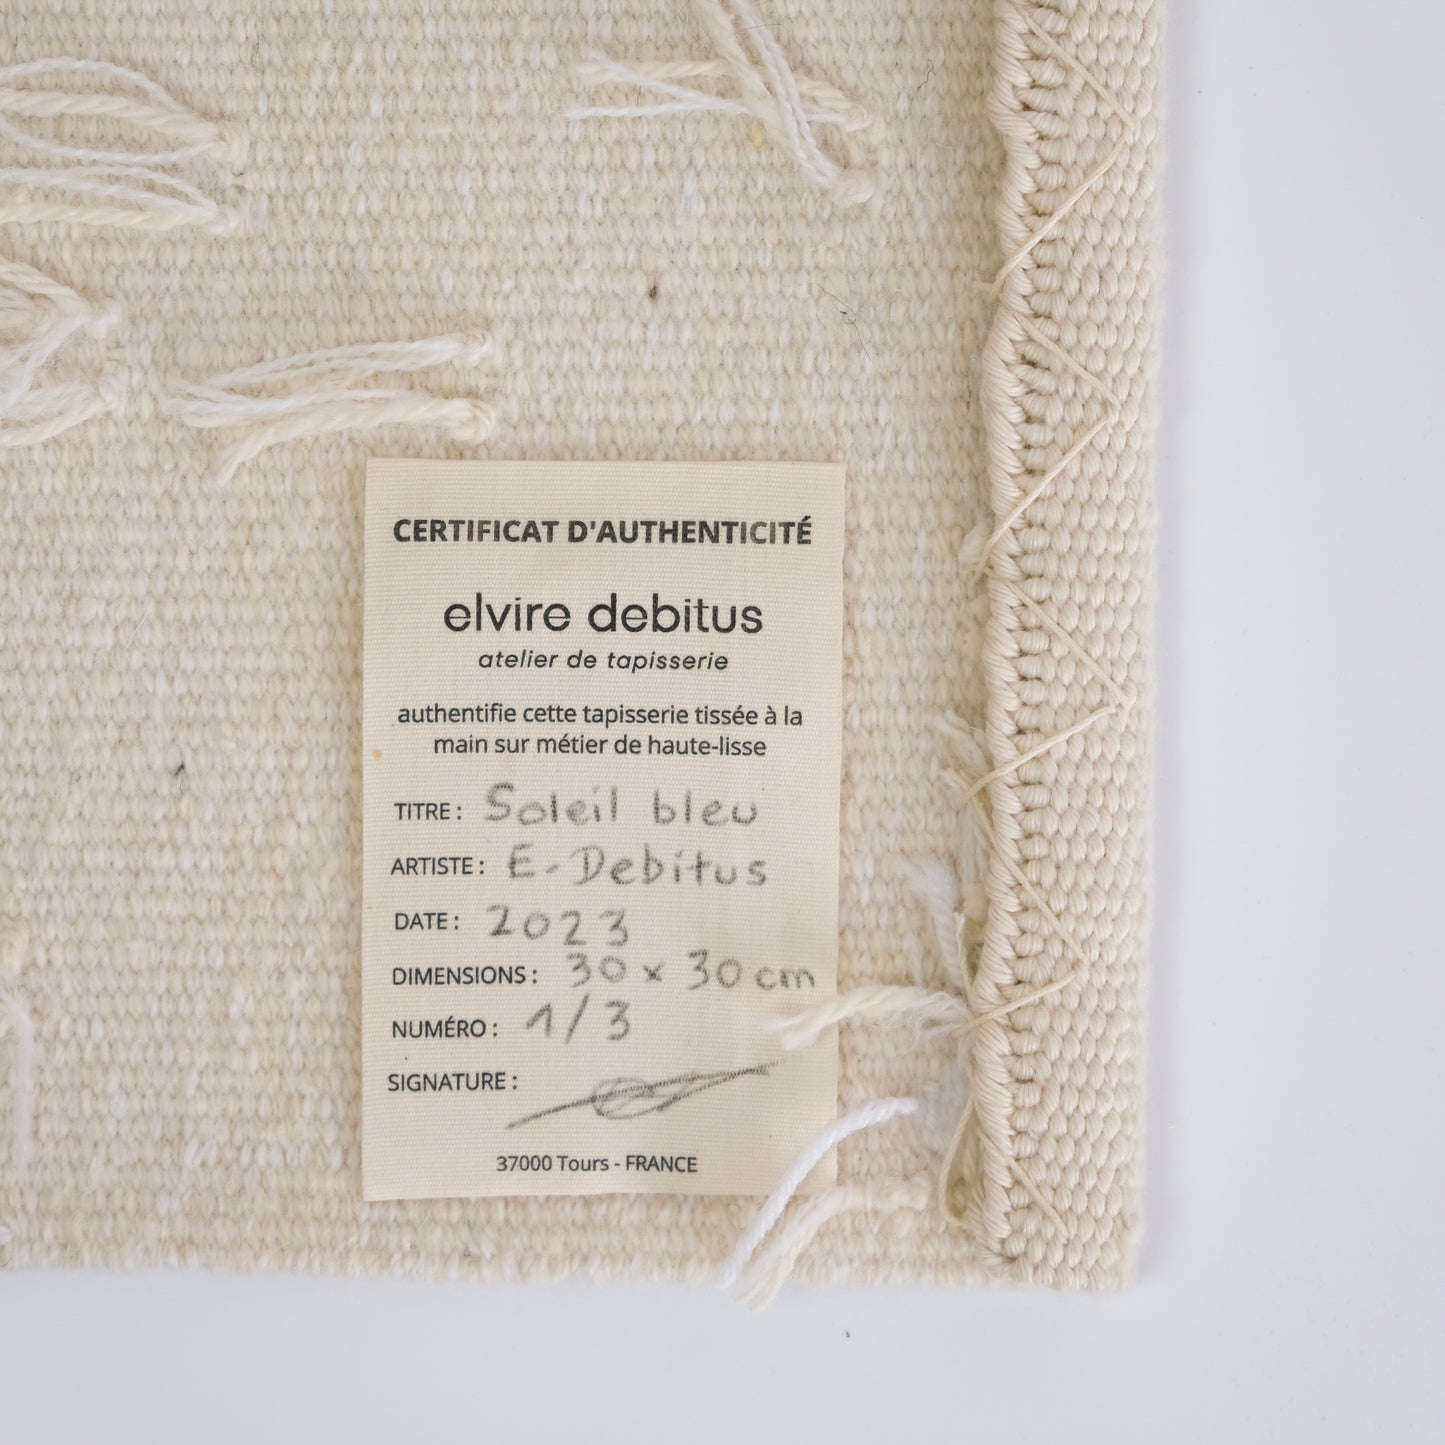 CERTIFICAT D'AUTHENTICITÉ
elvire debitus
atelier de tapisserie
authentifie cette tapisserie tissée à la
main sur métier de haute-lisse
TITRE : Soleil bleu
ARTISTE : E-Debitus
DATE : 2023
DIMENSIONS : 30 x 30 cm
NUMÉRO : 1/3
SIGNATURE :
37000 Tours - FRANCE